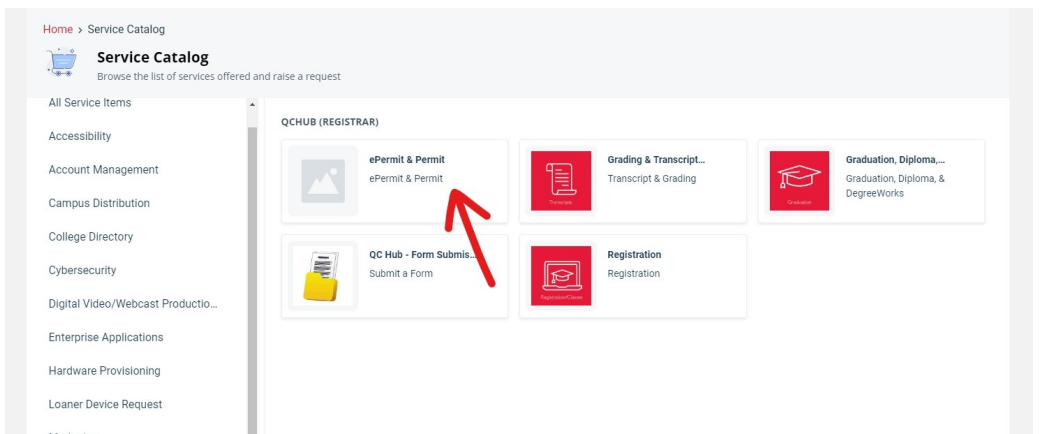 Home > Service Catalog
Service Catalog
Browse the list of services offered and raise a request
All Service Items
Accessibility
Account Management
Campus Distribution
College Directory
Cybersecurity
Digital Video/Webcast Productio...
Enterprise Applications
Hardware Provisioning
Loaner Device Request
QCHUB (REGISTRAR)
ePermit & Permit
ePermit & Permit
Transcripts
Grading & Transcript...
Transcript & Grading
Graduation
Graduation, Diploma,...
Graduation, Diploma, &
DegreeWorks
QC Hub - Form Submis...
Submit a Form
Registration/Classes
Registration
Registration